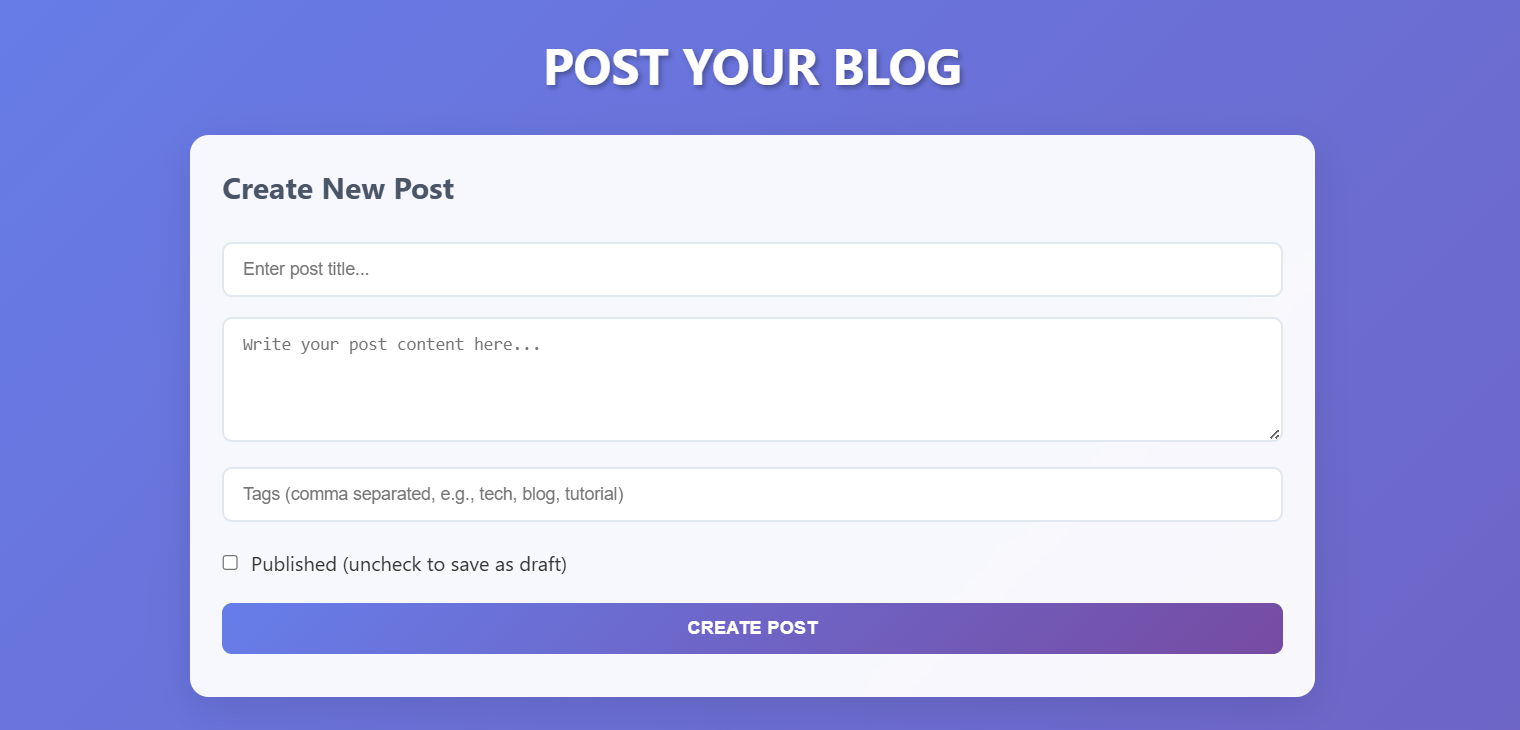 POST YOUR BLOG
Create New Post
Enter post title...
Write your post content here...
Tags (comma separated, e.g., tech, blog, tutorial)
Published (uncheck to save as draft)
CREATE POST